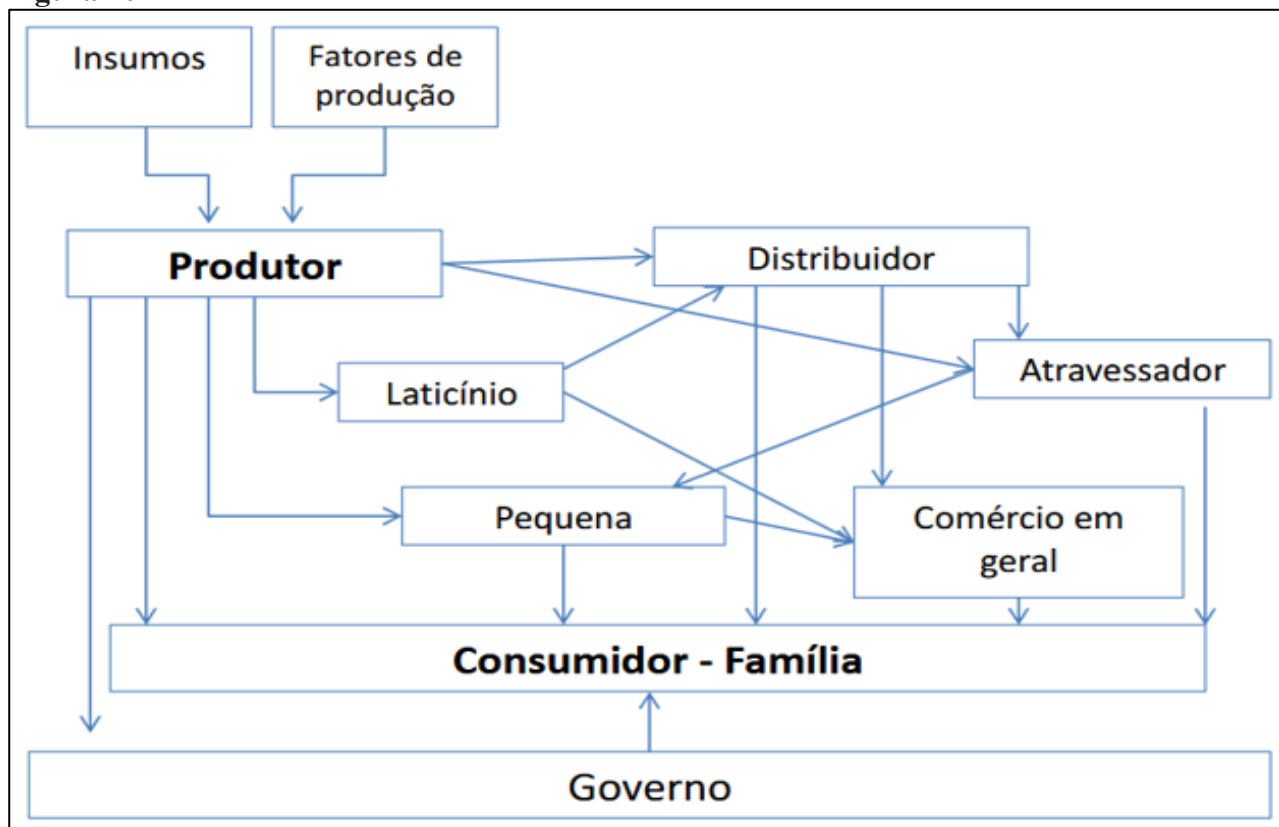 Insumos
Fatores de
produção
Produtor
Distribuidor
Atravessador
Laticínio
Pequena
Comércio em
geral
Consumidor - Família
Governo